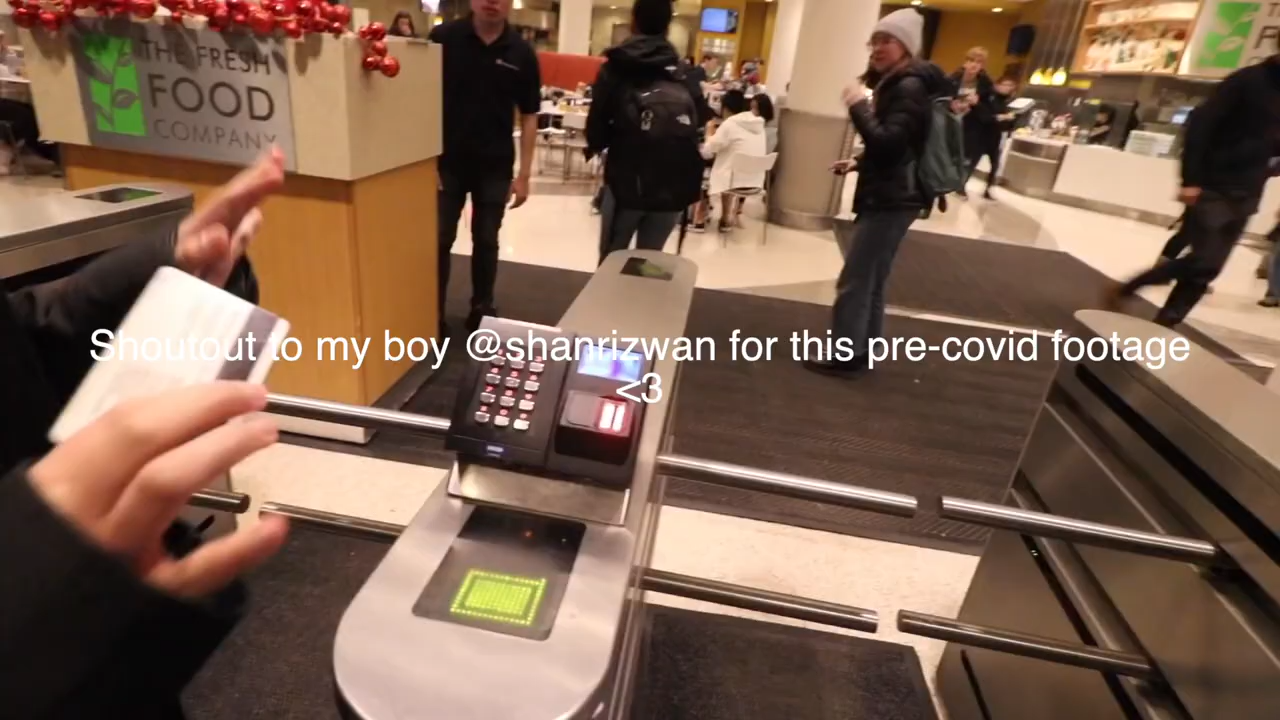 THE FRESH
FOOD
COMPANY
Shoutout to my boy @shanrizwan for this pre-covid footage
<3